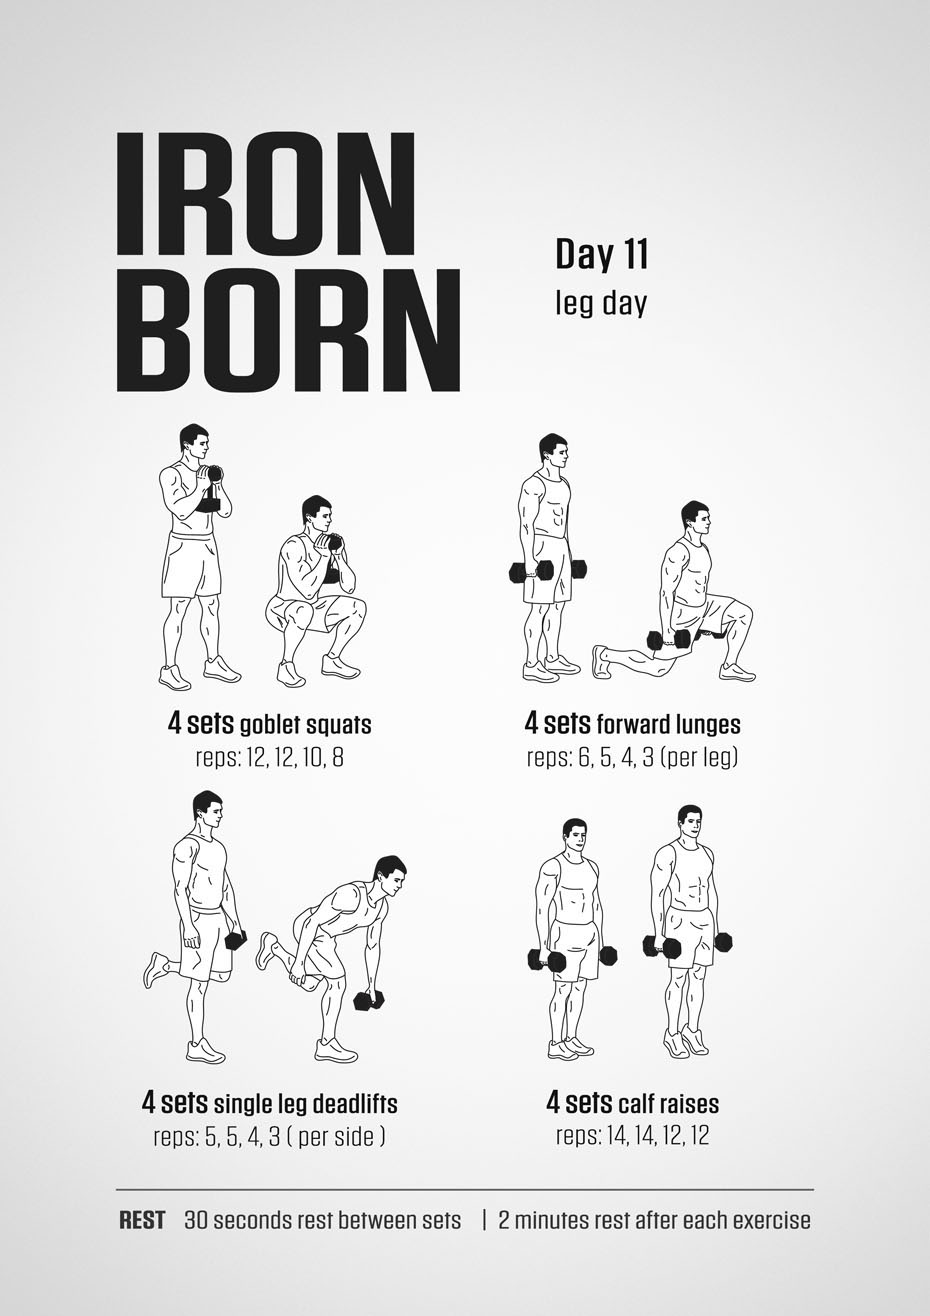 IRON
BORN
Day 11
leg day
4 sets goblet squats
reps: 12, 12, 10, 8
4 sets forward lunges
reps: 6, 5, 4, 3 (per leg)
4 sets single leg deadlifts
reps: 5, 5, 4, 3 ( per side )
4 sets calf raises
reps: 14, 14, 12, 12
REST 30 seconds rest between sets | 2 minutes rest after each exercise